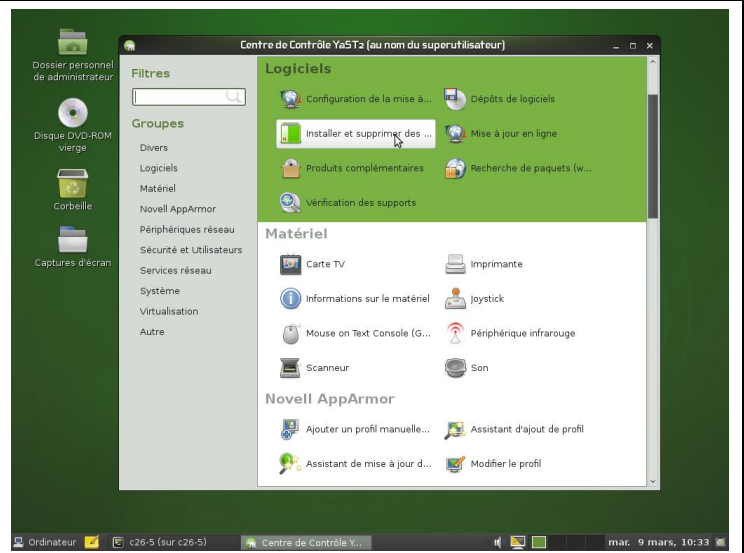 Centre de Contrôle YaST2 (au nom du superutilisateur)
Dossier personnel
de administrateur
Disque DVD-ROM
vierge
Corbeille
Captures d'écran
Filtres
Groupes
Divers
Logiciels
Matériel
Novell AppArmor
Périphériques réseau
Sécurité et Utilisateurs
Services réseau
Système
Virtualisation
Autre
Logiciels
Configuration de la mise à... Dépôts de logiciels
Installer et supprimer des ... Mise à jour en ligne
Produits complémentaires Recherche de paquets (w...
Vérification des supports
Matériel
Carte TV Imprimante
Informations sur le matériel Joystick
Mouse on Text Console (G... Périphérique infrarouge
Scanneur Son
Novell AppArmor
Ajouter un profil manuelle... Assistant d'ajout de profil
Assistant de mise à jour d... Modifier le profil
Ordinateur c26-5 (sur c26-5) Centre de Contrôle Y... mar. 9 mars, 10:33